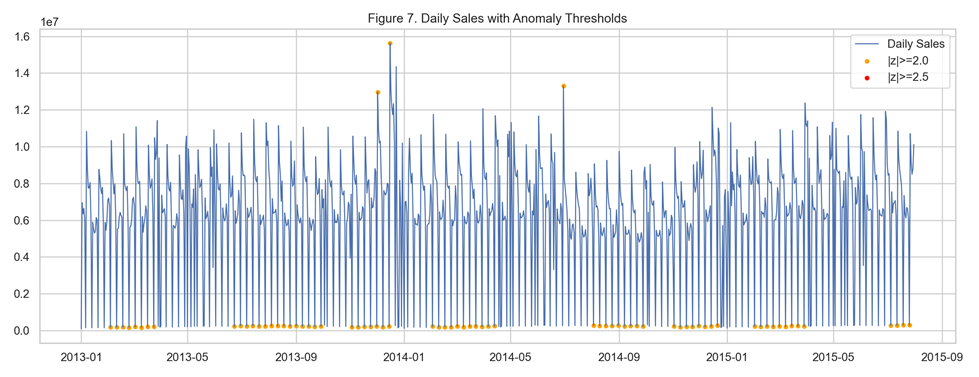 Figure 7. Daily Sales with Anomaly Thresholds
1e7
1.6
1.4
1.2
1.0
0.8
0.6
0.4
0.2
0.0
Daily Sales
|z|>=2.0
|z|>=2.5
2013-01 2013-05 2013-09 2014-01 2014-05 2014-09 2015-01 2015-05 2015-09